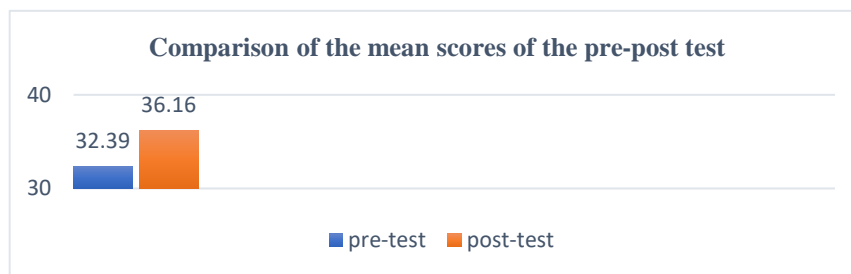 Comparison of the mean scores of the pre-post test
40
36.16
32.39
30
pre-test post-test